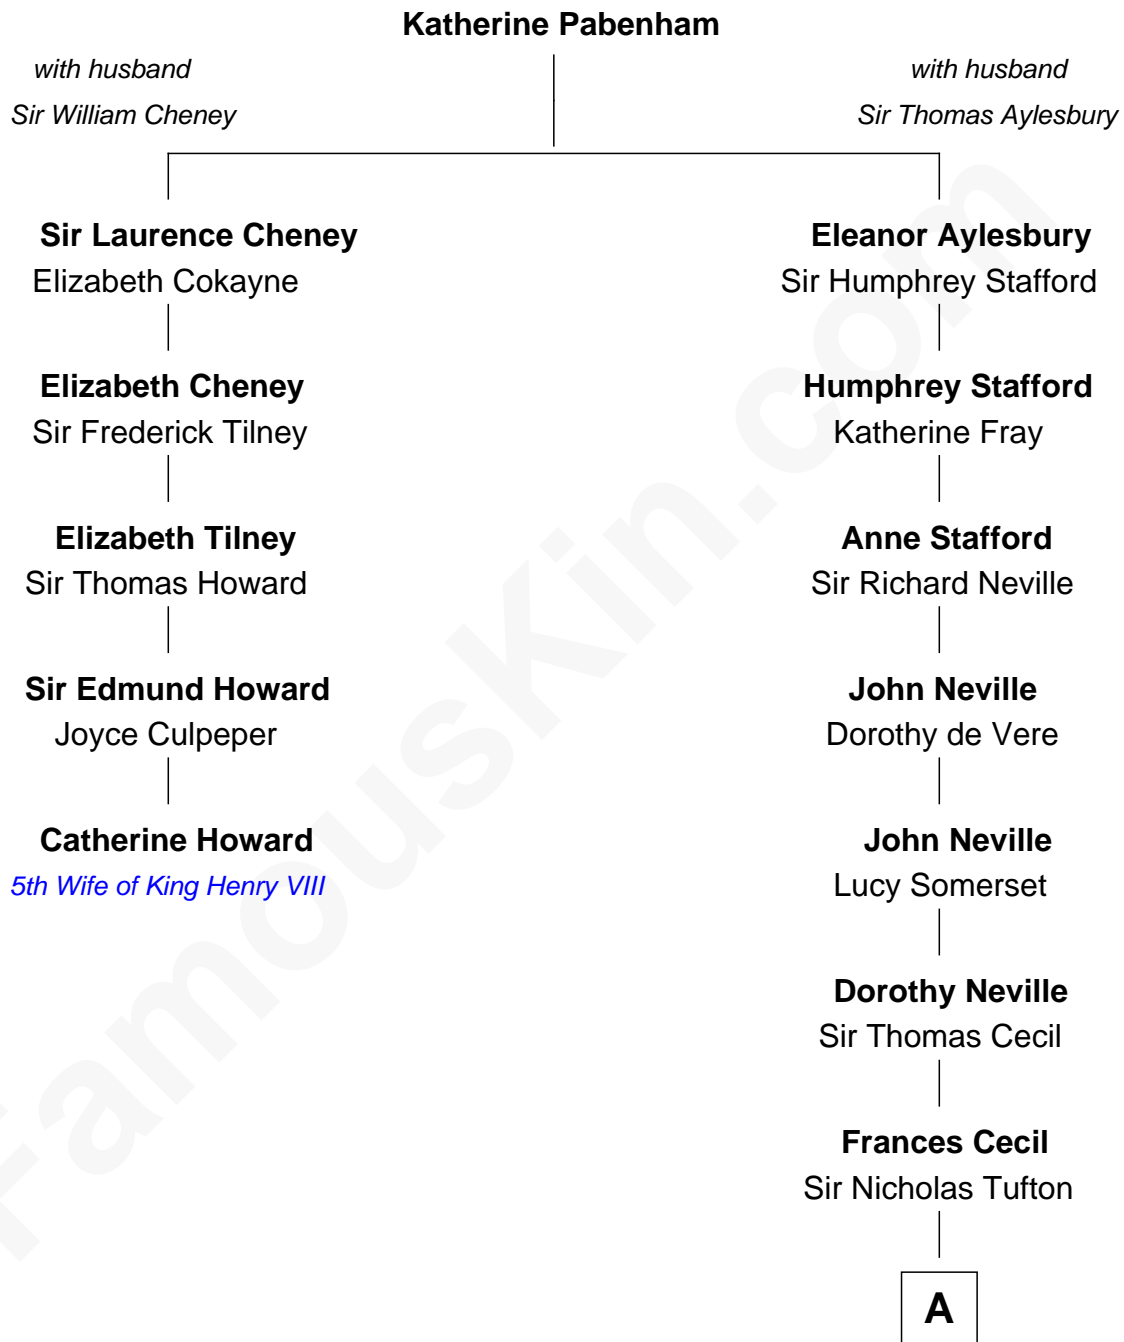 Katherine Pabenham
with husband
Sir William Cheney
with husband
Sir Thomas Aylesbury
Sir Laurence Cheney
Elizabeth Cokayne
Elizabeth Cheney
Sir Frederick Tilney
Elizabeth Tilney
Sir Thomas Howard
Sir Edmund Howard
Joyce Culpeper
Catherine Howard
5th Wife of King Henry VIII
Eleanor Aylesbury
Sir Humphrey Stafford
Humphrey Stafford
Katherine Fray
Anne Stafford
Sir Richard Neville
John Neville
Dorothy de Vere
John Neville
Lucy Somerset
Dorothy Neville
Sir Thomas Cecil
Frances Cecil
Sir Nicholas Tufton
A
FamousKin.com